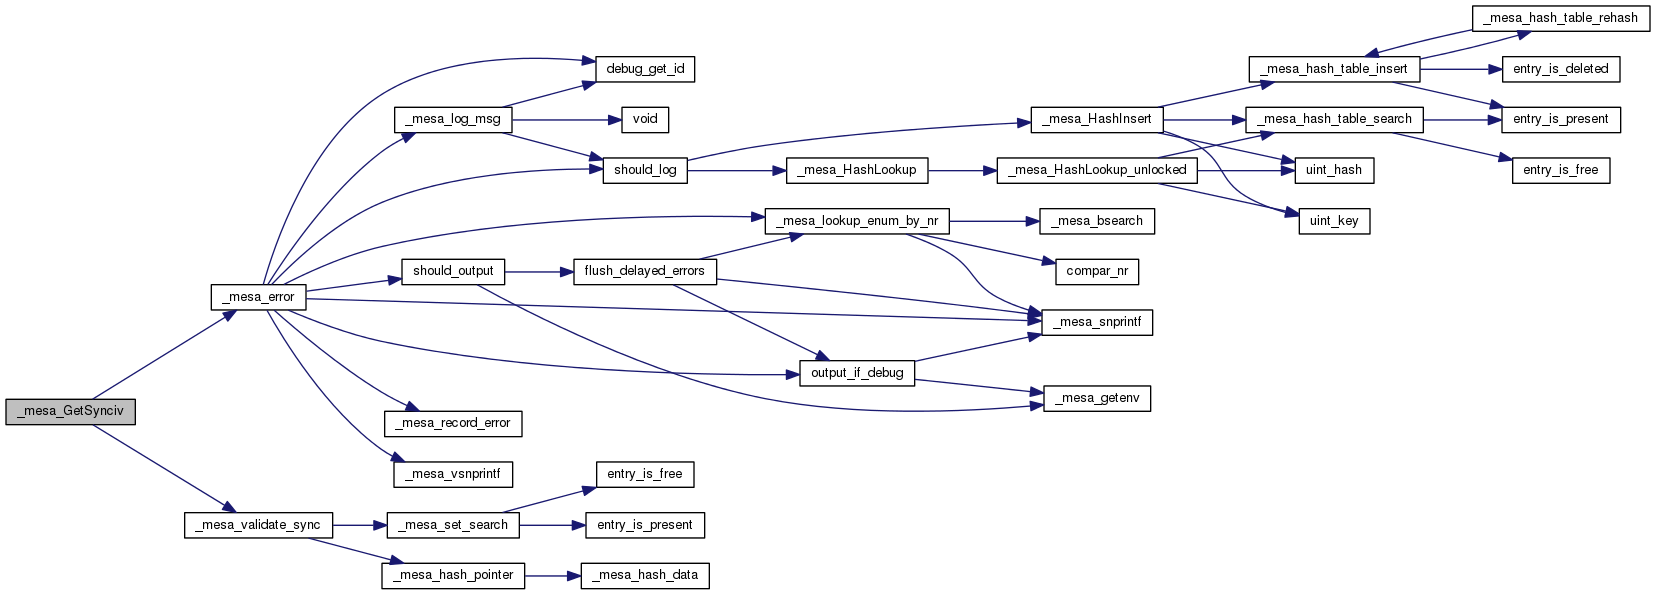 _mesa_hash_table_rehash
debug_get_id
_mesa_hash_table_insert
entry_is_deleted
_mesa_log_msg
void
_mesa_HashInsert
_mesa_hash_table_search
entry_is_present
should_log
_mesa_HashLookup
_mesa_HashLookup_unlocked
uint_hash
entry_is_free
_mesa_lookup_enum_by_nr
_mesa_bsearch
uint_key
should_output
flush_delayed_errors
compar_nr
_mesa_error
_mesa_snprintf
output_if_debug
_mesa_getenv
_mesa_GetSynciv
_mesa_record_error
_mesa_vsnprintf
entry_is_free
_mesa_validate_sync
_mesa_set_search
entry_is_present
_mesa_hash_pointer
_mesa_hash_data